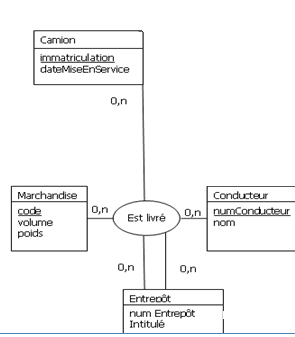 Camion
immatriculation
dateMiseEnService
0,n
Marchandise
code
volume
poids
0,n
Est livré
0,n
Conducteur
numConducteur
nom
0,n
0,n
Entrepôt
num Entrepôt
Intitulé